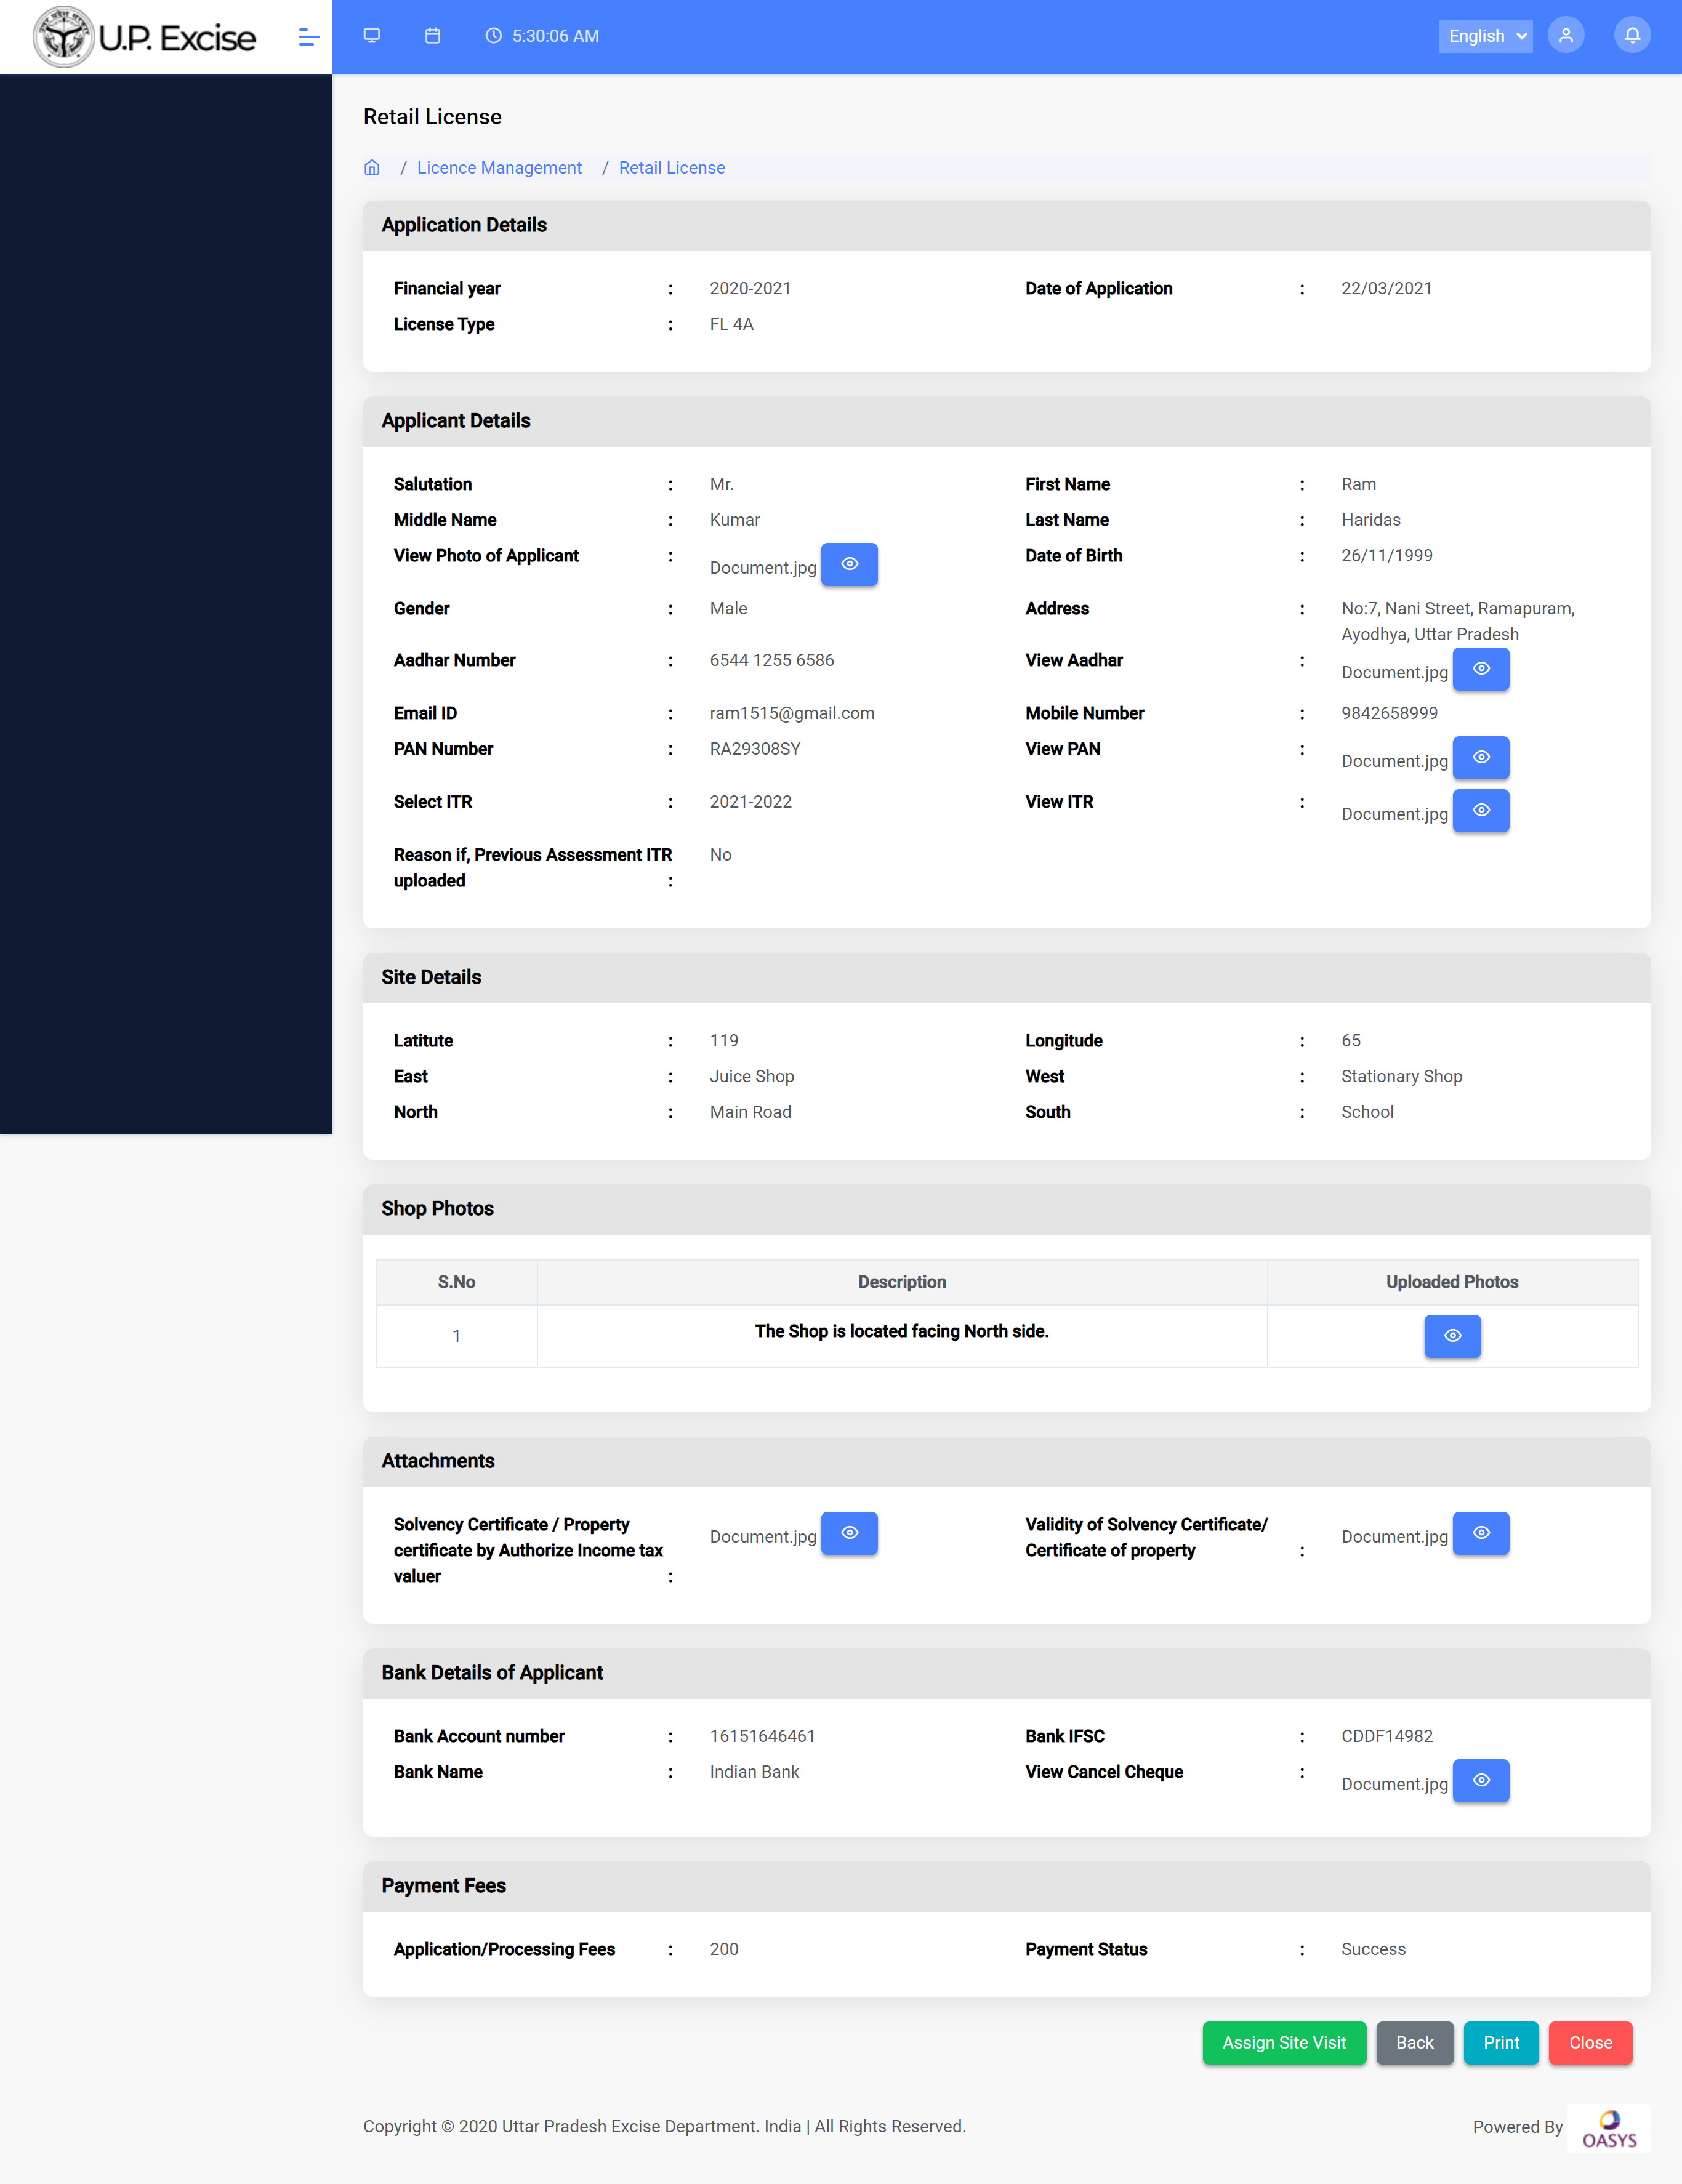 U.P. Excise
5:30:06 AM
English
Retail License
/ Licence Management / Retail License
Application Details
Financial year : 2020-2021 Date of Application : 22/03/2021
License Type : FL 4A
Applicant Details
Salutation : Mr. First Name : Ram
Middle Name : Kumar Last Name : Haridas
View Photo of Applicant : Document.jpg Date of Birth : 26/11/1999
Gender : Male Address : No:7, Nani Street, Ramapuram,
Ayodhya, Uttar Pradesh
Aadhar Number : 6544 1255 6586 View Aadhar : Document.jpg
Email ID : ram1515@gmail.com Mobile Number : 9842658999
PAN Number : RA29308SY View PAN : Document.jpg
Select ITR : 2021-2022 View ITR : Document.jpg
Reason if, Previous Assessment ITR No
uploaded :
Site Details
Latitute : 119 Longitude : 65
East : Juice Shop West : Stationary Shop
North : Main Road South : School
Shop Photos
S.No Description Uploaded Photos
1 The Shop is located facing North side.
Attachments
Solvency Certificate / Property Document.jpg Validity of Solvency Certificate/ Document.jpg
certificate by Authorize Income tax Certificate of property :
valuer :
Bank Details of Applicant
Bank Account number : 16151646461 Bank IFSC : CDDF14982
Bank Name : Indian Bank View Cancel Cheque : Document.jpg
Payment Fees
Application/Processing Fees : 200 Payment Status : Success
Assign Site Visit Back Print Close
Copyright © 2020 Uttar Pradesh Excise Department. India | All Rights Reserved. Powered By OASYS